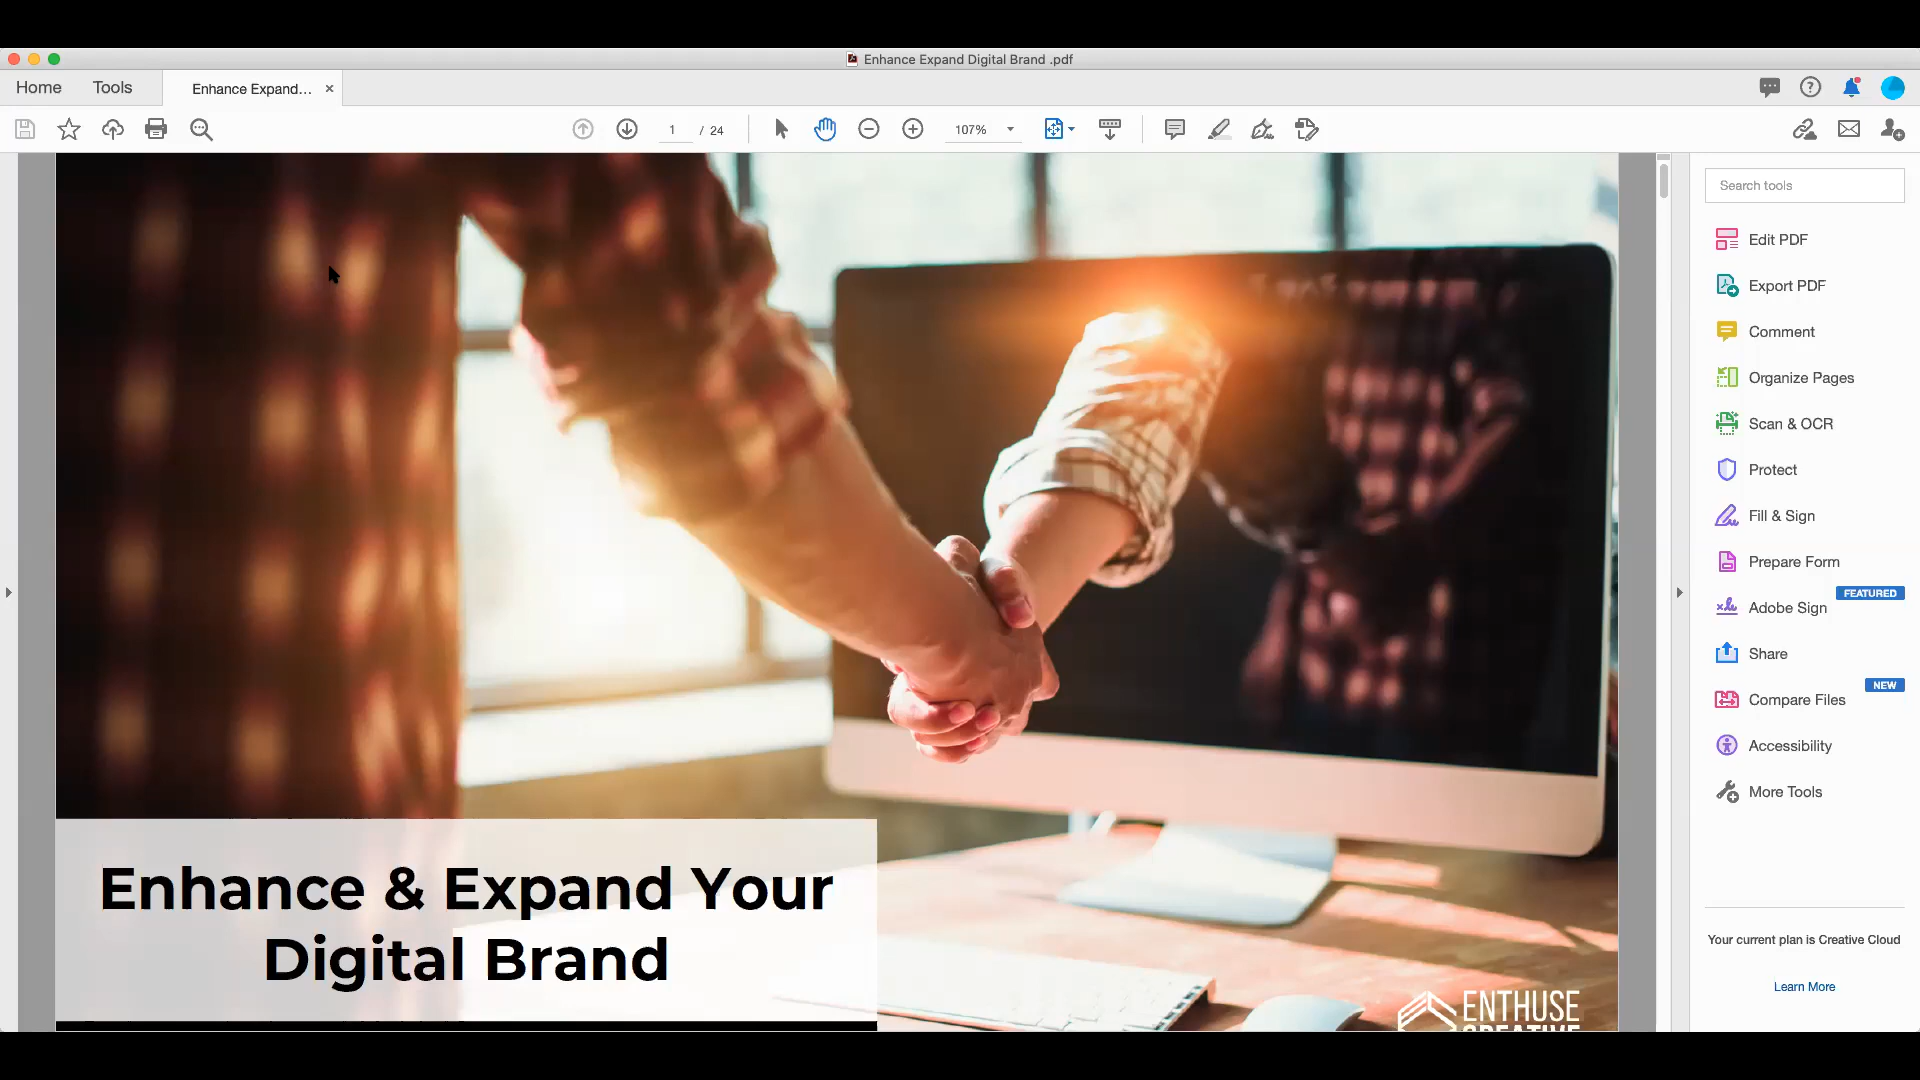 Enhance Expand Digital Brand .pdf
Home
Tools
Enhance Expand...
1 / 24
107%
Search tools
Edit PDF
Export PDF
Comment
Organize Pages
Scan & OCR
Protect
Fill & Sign
Prepare Form
FEATURED
Adobe Sign
Share
NEW
Compare Files
Accessibility
More Tools
Your current plan is Creative Cloud
Learn More
Enhance & Expand Your
Digital Brand
ENTHUSE
CREATIVE